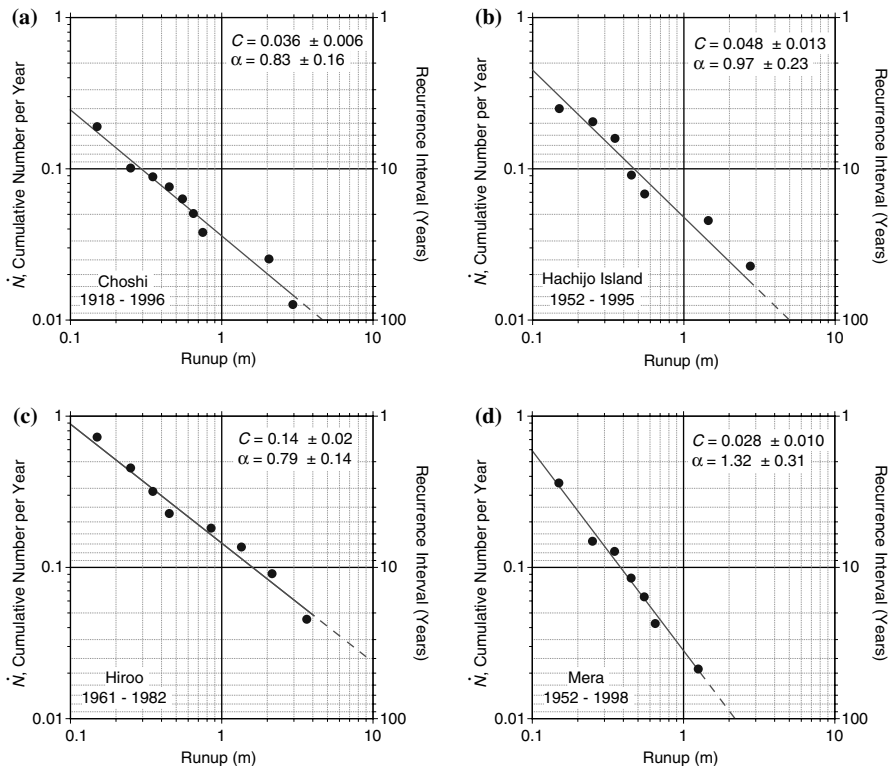 (a)
1
0.1
0.01
Ṅ, Cumulative Number per Year
C = 0.036 ± 0.006
α = 0.83 ± 0.16
Choshi
1918 - 1996
1
10
100
Recurrence Interval (Years)
0.1
1
10
Runup (m)
(b)
1
0.1
0.01
Ṅ, Cumulative Number per Year
C = 0.048 ± 0.013
α = 0.97 ± 0.23
Hachijo Island
1952 - 1995
1
10
100
Recurrence Interval (Years)
0.1
1
10
Runup (m)
(c)
1
0.1
0.01
Ṅ, Cumulative Number per Year
C = 0.14 ± 0.02
α = 0.79 ± 0.14
Hiroo
1961 - 1982
1
10
100
Recurrence Interval (Years)
0.1
1
10
Runup (m)
(d)
1
0.1
0.01
Ṅ, Cumulative Number per Year
C = 0.028 ± 0.010
α = 1.32 ± 0.31
Mera
1952 - 1998
1
10
100
Recurrence Interval (Years)
0.1
1
10
Runup (m)